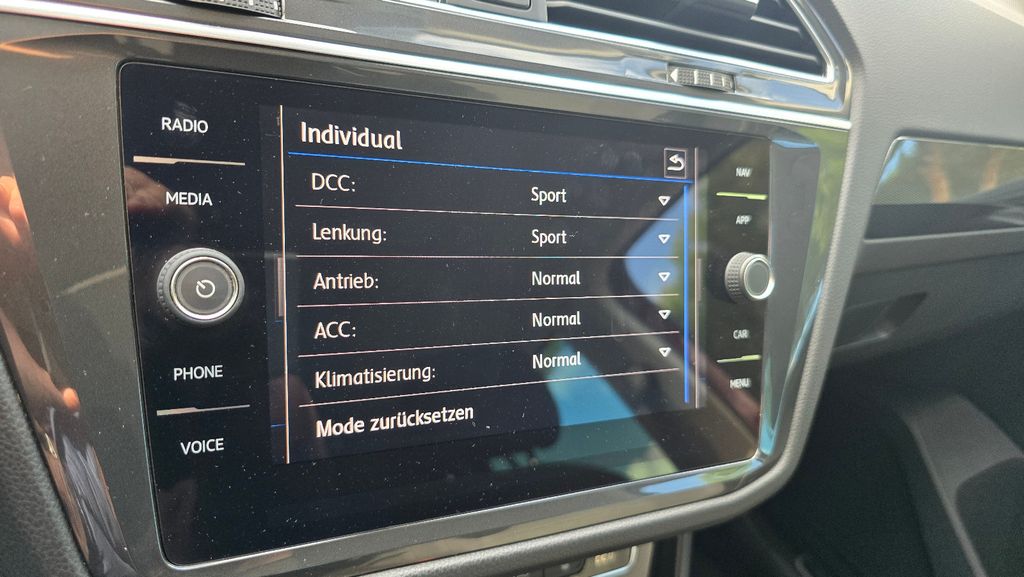 RADIO
MEDIA
PHONE
VOICE
Individual
DCC: Sport
Lenkung: Sport
Antrieb: Normal
ACC: Normal
Klimatisierung: Normal
Mode zurücksetzen
NAV
APP
CAR
MENU